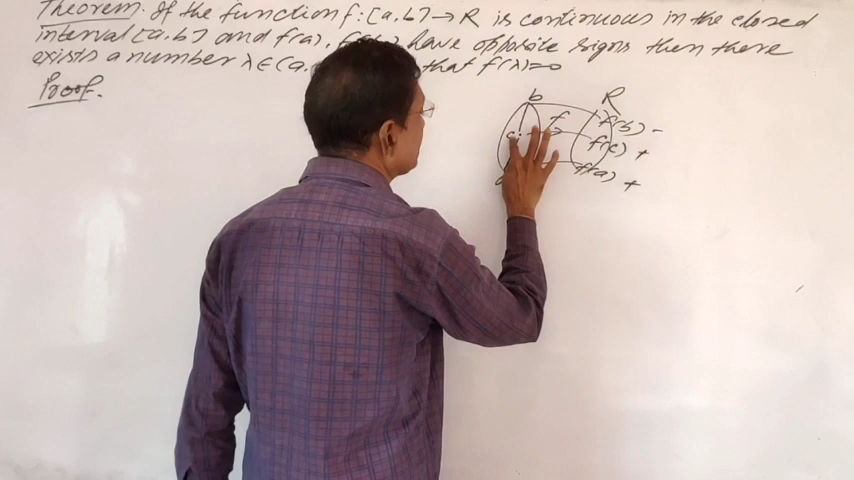 Theorem. If the function f: [a,b] → R is continuous in the closed
interval [a,b] and f(a), f(b) have opposite signs then there
exists a number λ∈(a, that f(λ)=0
Proof.
b R
f f(b) -
c f(c) +
f(a) +